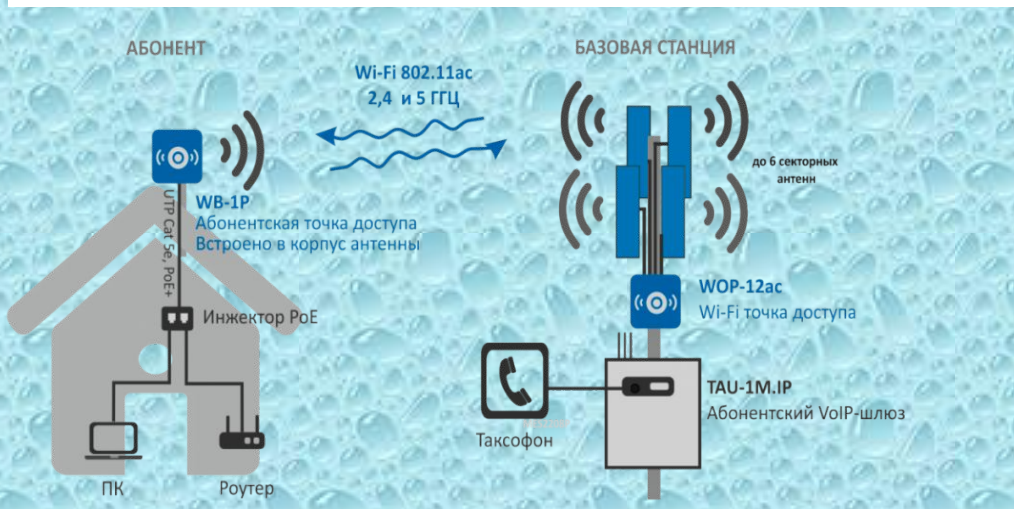 АБОНЕНТ
БАЗОВАЯ СТАНЦИЯ
Wi-Fi 802.11ac
2,4 и 5 ГГЦ
до 6 секторных
антенн
WB-1P
Абонентская точка доступа
Встроено в корпус антенны
UTP Cat 5e, PoE+
Инжектор PoE
WOP-12ac
Wi-Fi точка доступа
TAU-1M.IP
Абонентский VoIP-шлюз
Таксофон
ПК
Роутер